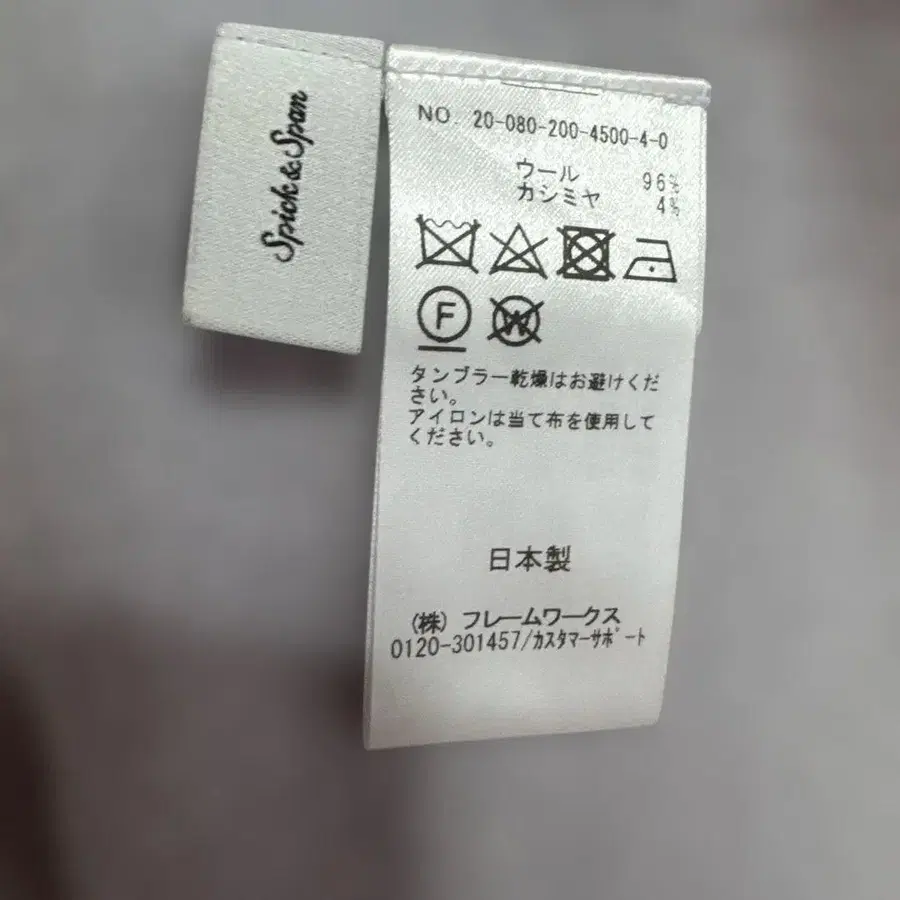 Spick & Span
NO. 20-080-200-4500-4-0
ウール 96%
カシミヤ 4%
F
W
タンブラー乾燥はお避けくだ
さい。
アイロンは当て布を使用して
ください。
日本製
(株) フレームワークス
0120-301457/ｶｽﾀﾏｰｻﾎﾟｰﾄ